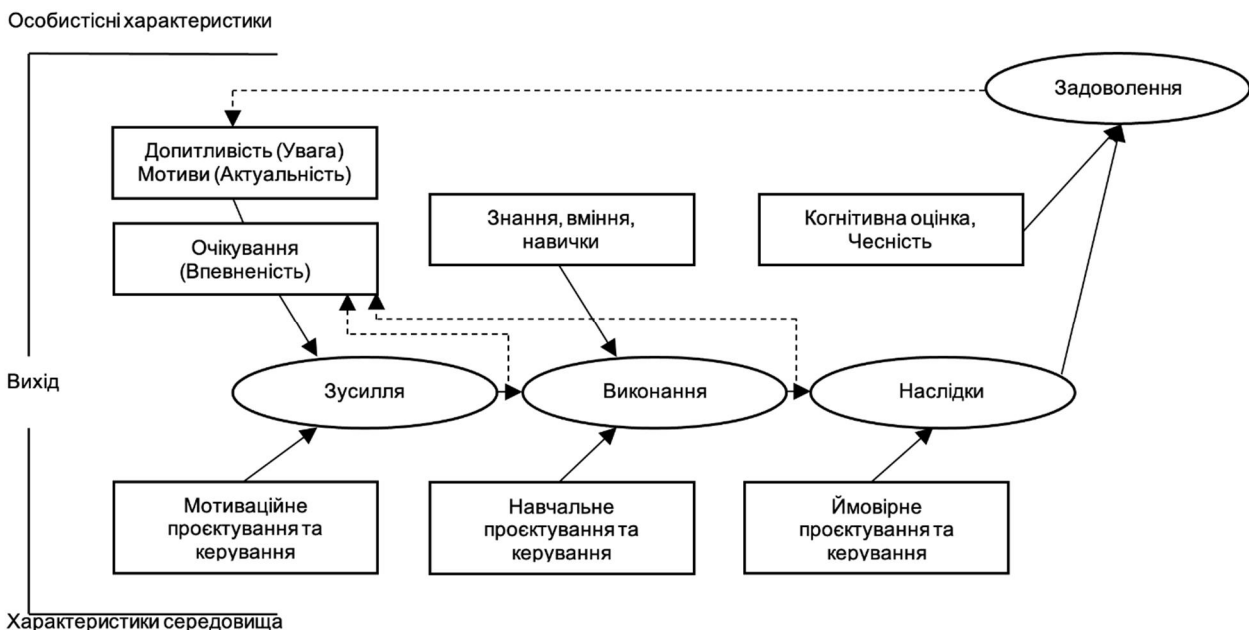 Особистісні характеристики
Задоволення
Допитливість (Увага)
Мотиви (Актуальність)
Знання, вміння,
навички
Когнітивна оцінка,
Чесність
Очікування
(Впевненість)
Вихід
Зусилля
Виконання
Наслідки
Мотиваційне
проєктування та
керування
Навчальне
проєктування та
керування
Ймовірне
проєктування та
керування
Характеристики середовища